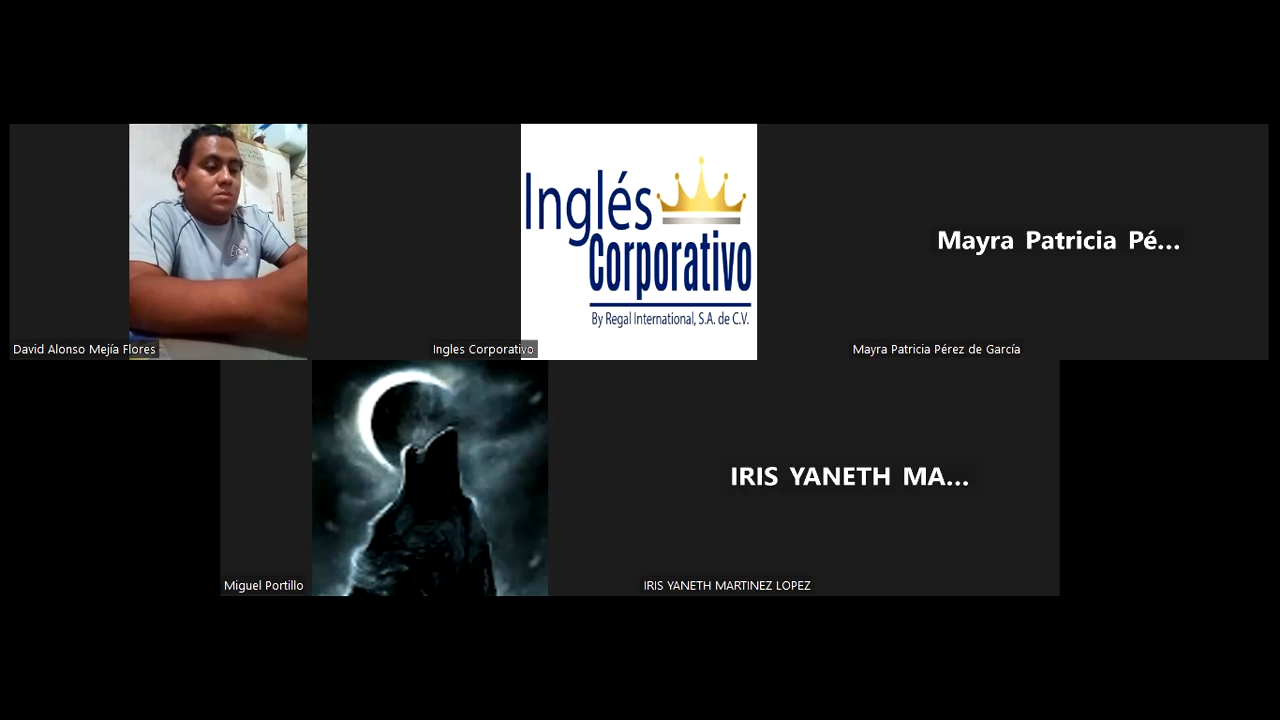 Inglés
Corporativo
By Regal International, S.A. de C.V.
Mayra Patricia Pé...
David Alonso Mejía Flores
Ingles Corporativo
Mayra Patricia Pérez de García
IRIS YANETH MA...
Miguel Portillo
IRIS YANETH MARTINEZ LOPEZ